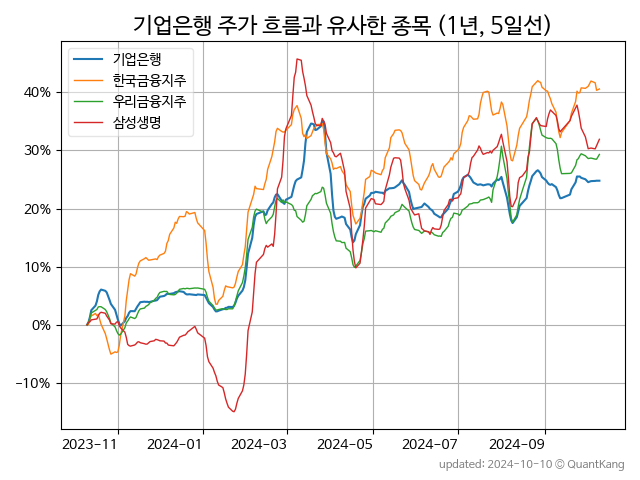 기업은행 주가 흐름과 유사한 종목 (1년, 5일선)
기업은행
한국금융지주
우리금융지주
삼성생명
40%
30%
20%
10%
0%
−10%
2023-11 2024-01 2024-03 2024-05 2024-07 2024-09
updated: 2024-10-10 © QuantKang